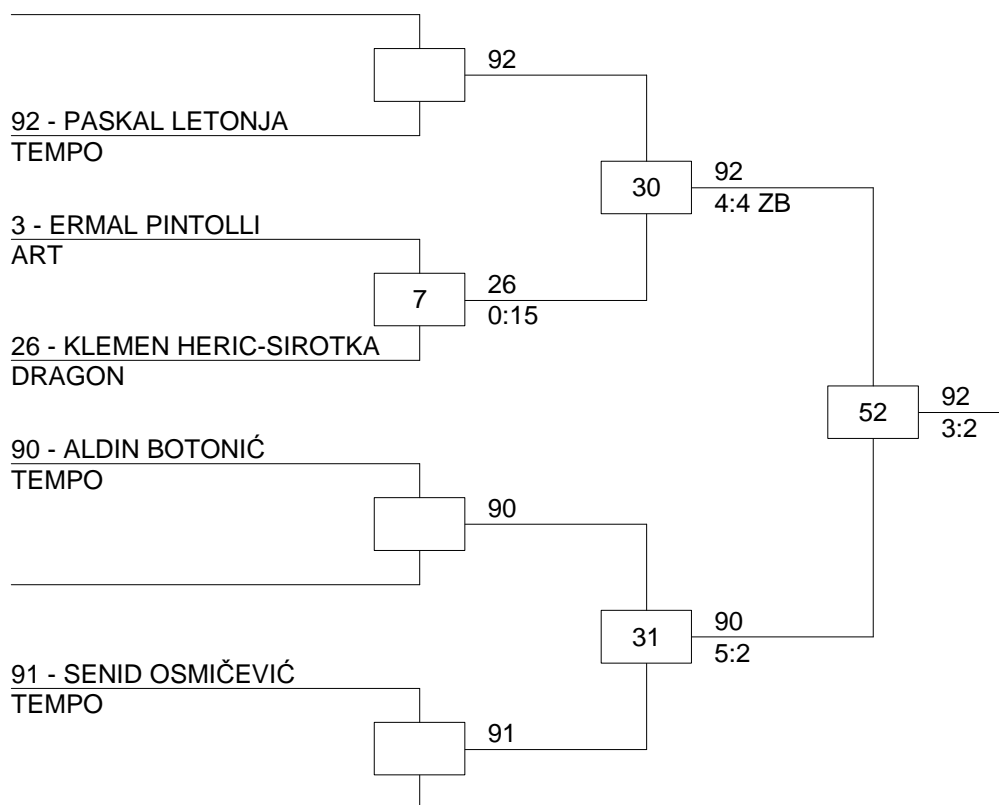 92
92 - PASKAL LETONJA
TEMPO
30
92
4:4 ZB
3 - ERMAL PINTOLLI
ART
7
26
0:15
26 - KLEMEN HERIC-SIROTKA
DRAGON
52
92
3:2
90 - ALDIN BOTONIĆ
TEMPO
90
31
90
5:2
91 - SENID OSMIČEVIĆ
TEMPO
91